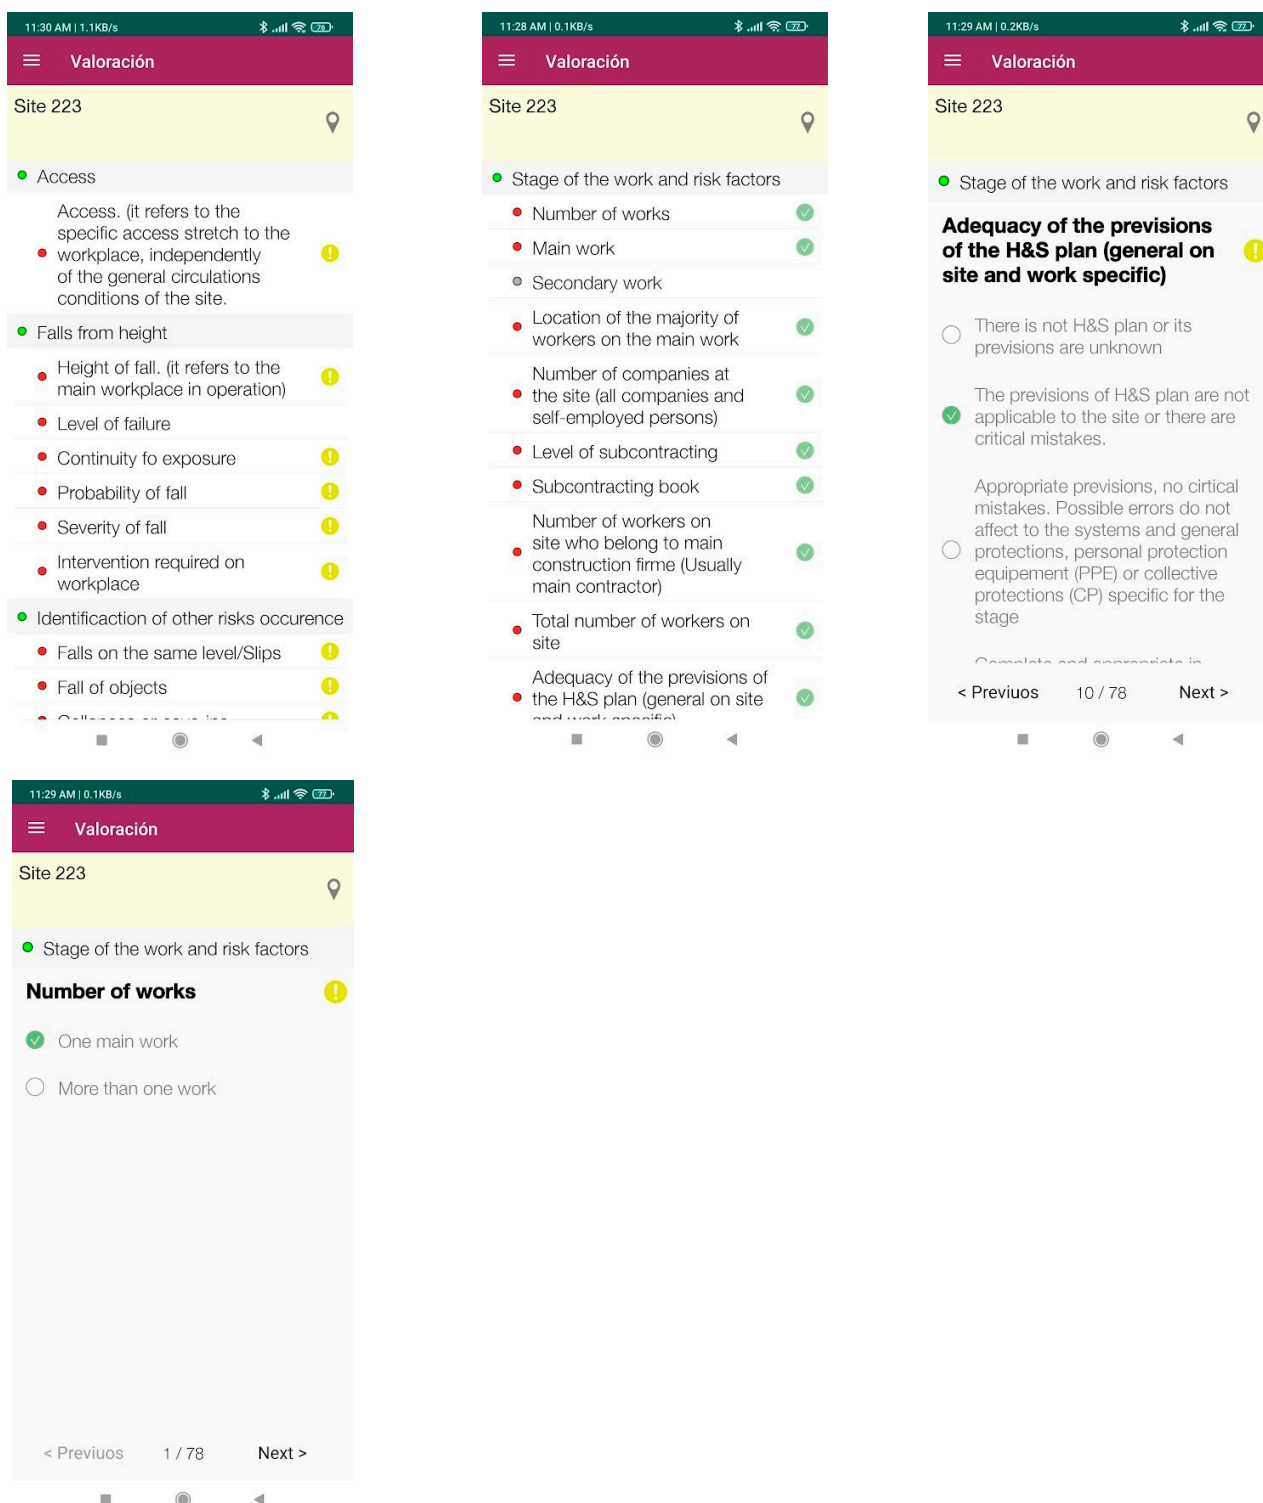 11:30 AM | 1.1KB/s
76
Valoración
Site 223
Access
Access. (it refers to the
specific access stretch to the
workplace, independently
of the general circulations
conditions of the site.
Falls from height
Height of fall. (it refers to the
main workplace in operation)
Level of failure
Continuity fo exposure
Probability of fall
Severity of fall
Intervention required on
workplace
Identificaction of other risks occurence
Falls on the same level/Slips
Fall of objects
11:28 AM | 0.1KB/s
77
Valoración
Site 223
Stage of the work and risk factors
Number of works
Main work
Secondary work
Location of the majority of
workers on the main work
Number of companies at
the site (all companies and
self-employed persons)
Level of subcontracting
Subcontracting book
Number of workers on
site who belong to main
construction firme (Usually
main contractor)
Total number of workers on
site
Adequacy of the previsions of
the H&S plan (general on site
and work specific)
11:29 AM | 0.2KB/s
77
Valoración
Site 223
Stage of the work and risk factors
Adequacy of the previsions
of the H&S plan (general on
site and work specific)
There is not H&S plan or its
previsions are unknown
The previsions of H&S plan are not
applicable to the site or there are
critical mistakes.
Appropriate previsions, no cirtical
mistakes. Possible errors do not
affect to the systems and general
protections, personal protection
equipement (PPE) or collective
protections (CP) specific for the
stage
Complete and appropriate in
< Previuos 10 / 78 Next >
11:29 AM | 0.1KB/s
77
Valoración
Site 223
Stage of the work and risk factors
Number of works
One main work
More than one work
< Previuos 1 / 78 Next >